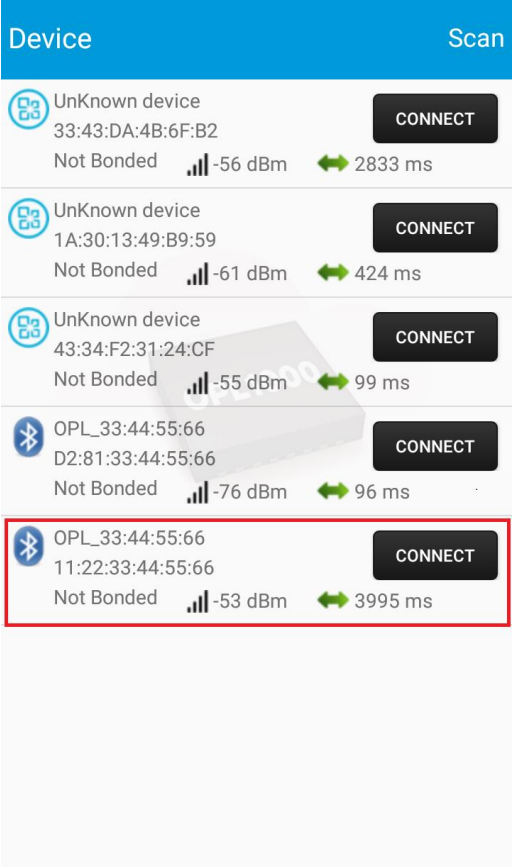 Device Scan
UnKnown device
33:43:DA:4B:6F:B2
CONNECT
Not Bonded -56 dBm 2833 ms
UnKnown device
1A:30:13:49:B9:59
CONNECT
Not Bonded -61 dBm 424 ms
UnKnown device
43:34:F2:31:24:CF
CONNECT
Not Bonded -55 dBm 99 ms
OPL1000
OPL_33:44:55:66
D2:81:33:44:55:66
CONNECT
Not Bonded -76 dBm 96 ms
OPL_33:44:55:66
11:22:33:44:55:66
CONNECT
Not Bonded -53 dBm 3995 ms